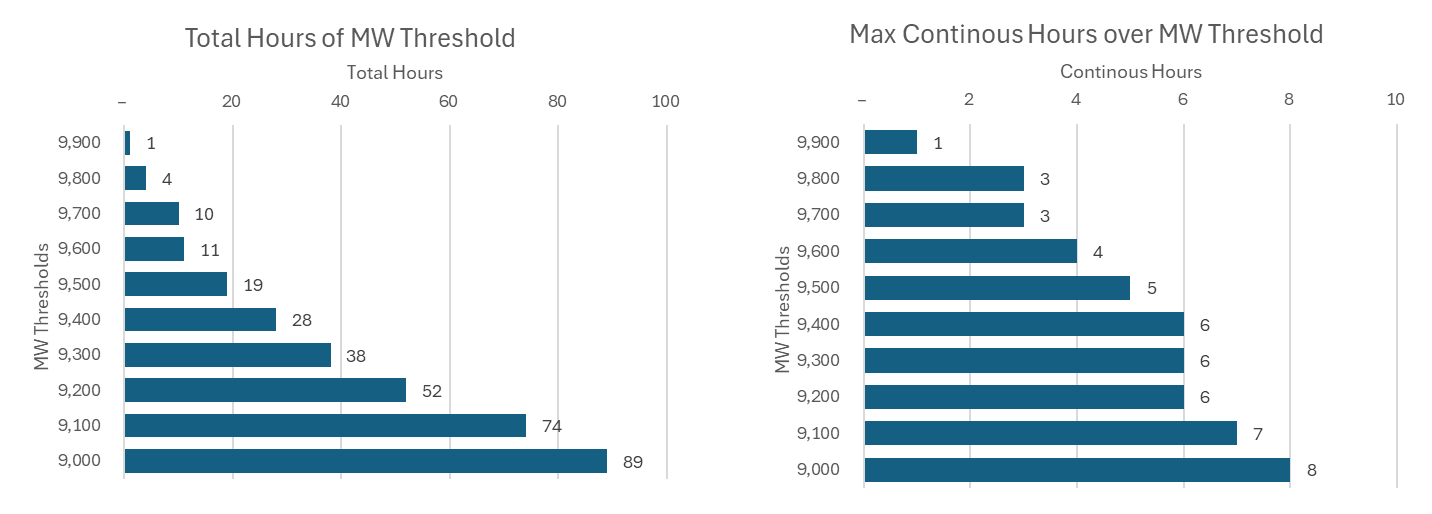 Total Hours of MW Threshold
Total Hours
– 20 40 60 80 100
9,900 1
9,800 4
9,700 10
9,600 11
9,500 19
9,400 28
9,300 38
9,200 52
9,100 74
9,000 89
MW Thresholds
Max Continous Hours over MW Threshold
Continous Hours
– 2 4 6 8 10
9,900 1
9,800 3
9,700 3
9,600 4
9,500 5
9,400 6
9,300 6
9,200 6
9,100 7
9,000 8
MW Thresholds